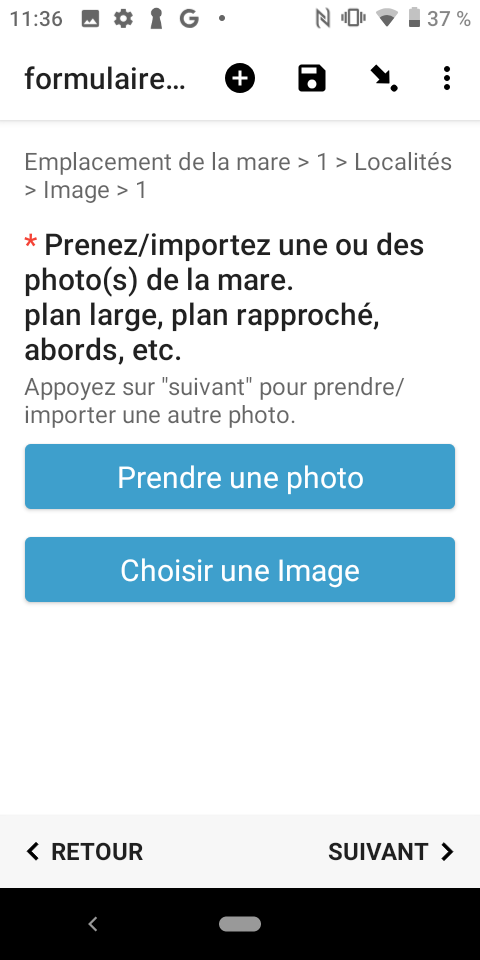 11:36
37 %
formulaire…
Emplacement de la mare > 1 > Localités
> Image > 1
* Prenez/importez une ou des
photo(s) de la mare.
plan large, plan rapproché,
abords, etc.
Appoyez sur "suivant" pour prendre/
importer une autre photo.
Prendre une photo
Choisir une Image
RETOUR
SUIVANT